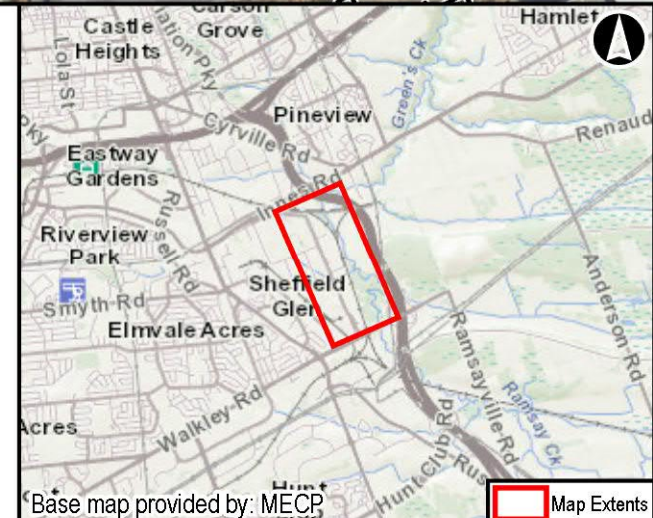 Carson
Grove
Hamlet
Castle
Heights
Lola St
Pineview
Green's Ck
Cyrville Rd
Renaud
Eastway
Gardens
Innes Rd
Russell Rd
Riverview
Park
Sheffield
Glen
Smyth Rd
Elmvale Acres
Anderson Rd
Ramsayville Rd
Ramsay Ck
Acres
Walkley Rd
Hunt Club Rd
Rus
Hunt
Base map provided by: MECP
Map Extents